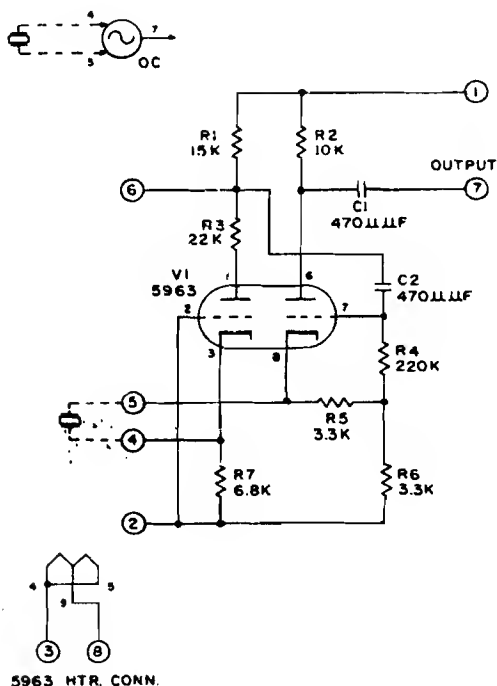 4
7
5
OC
1
R1
15K
R2
10K
OUTPUT
6
7
C1
470µµF
R3
22K
V1
5963
1
6
2
7
3
8
C2
470µµF
R4
220K
5
R5
3.3K
4
R7
6.8K
R6
3.3K
2
4
5
9
3
8
5963 HTR. CONN.